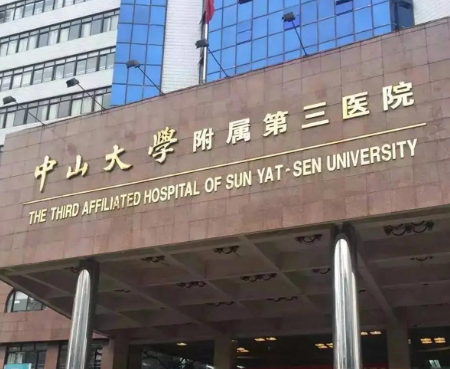 中山大學附属第三医院
THE THIRD AFFILIATED HOSPITAL OF SUN YAT-SEN UNIVERSITY